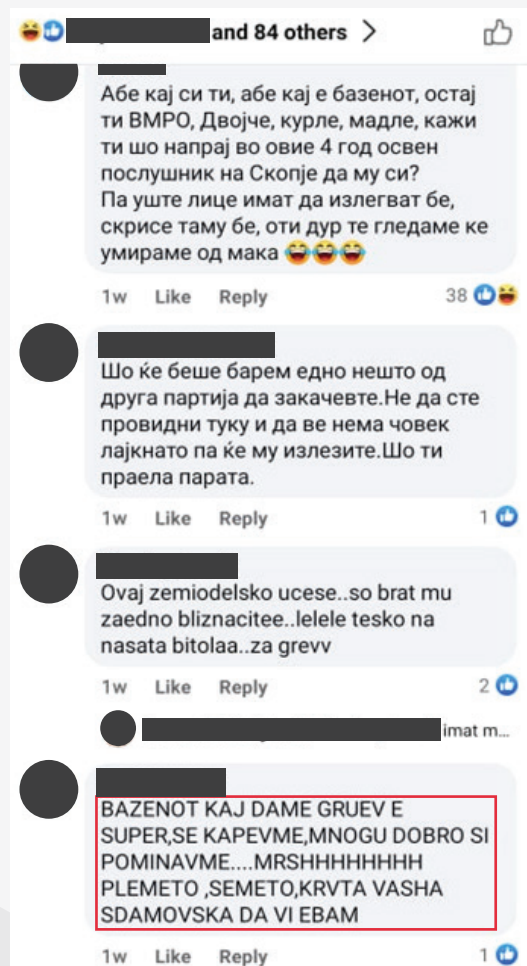 and 84 others >
Абе кај си ти, абе кај е базенот, остај
ти ВМРО, Двојче, курле, мадле, кажи
ти шо напрај во овие 4 год освен
послушник на Скопје да му си?
Па уште лице имат да излегват бе,
скрисе таму бе, оти дур те гледаме ке
умираме од мака 😂😂😂
1w Like Reply 38
Шо ќе беше барем едно нешто од
друга партија да закачевте.Не да сте
провидни туку и да ве нема човек
лајкнато па ќе му излезите.Шо ти
праела парата.
1w Like Reply 1
Ovaj zemiodelsko ucese..so brat mu
zaedno bliznacitee..lelele tesko na
nasata bitolaa..za grevv
1w Like Reply 2
imat m...
BAZENOT KAJ DAME GRUEV E
SUPER,SE KAPEVME,MNOGU DOBRO SI
POMINAVME....MRSHHHHHHHHH
PLEMETO ,SEMETO,KRVTA VASHA
SDAMOVSKA DA VI EBAM
1w Like Reply 1